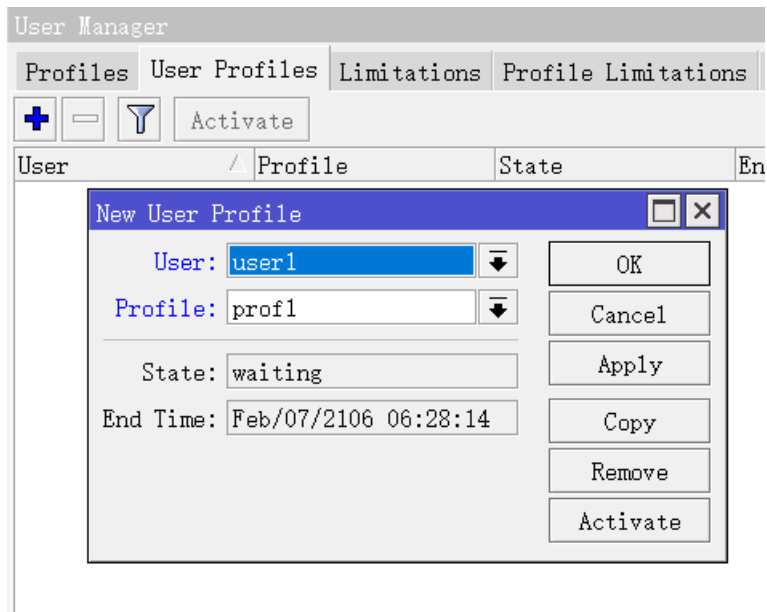 User Manager
Profiles User Profiles Limitations Profile Limitations
Activate
User Profile State En
New User Profile
User: user1 OK
Profile: prof1 Cancel
State: waiting Apply
End Time: Feb/07/2106 06:28:14 Copy
Remove
Activate